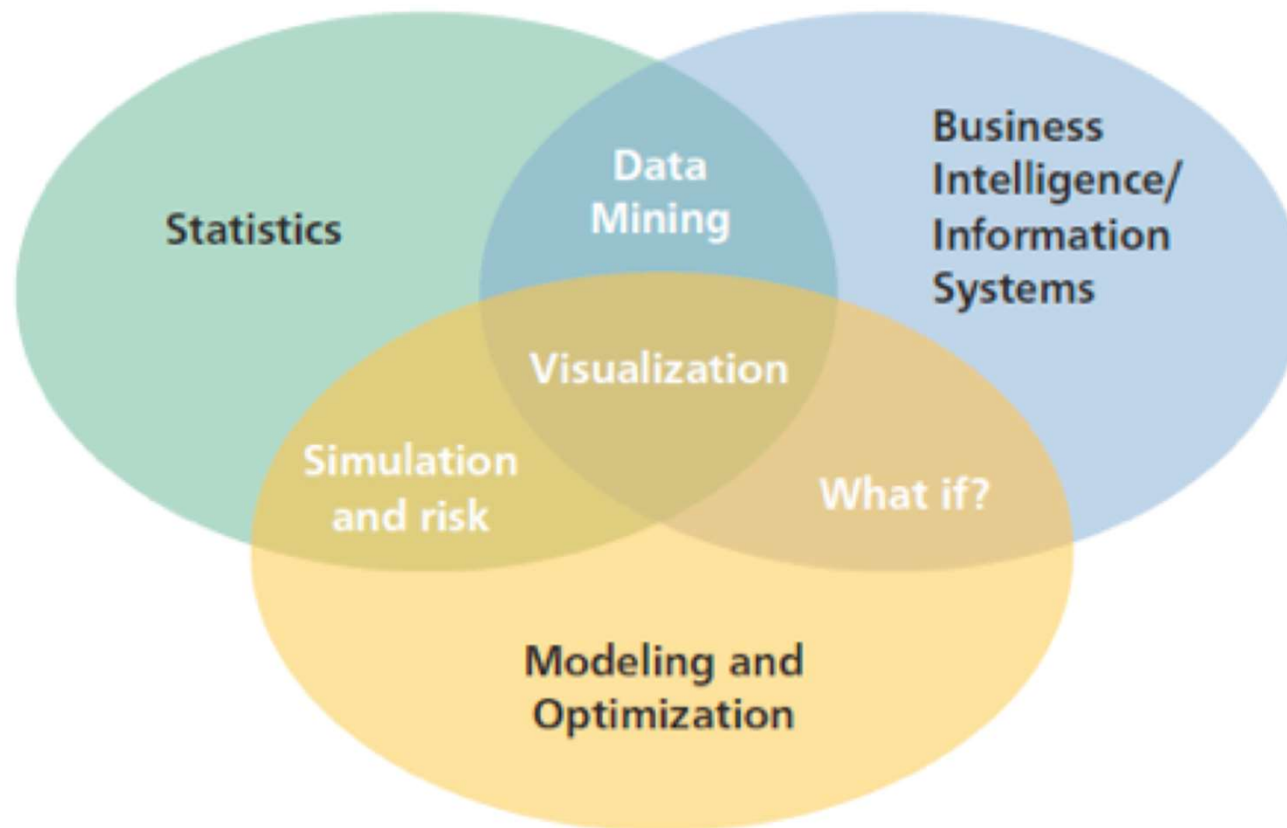 Statistics
Data
Mining
Business
Intelligence/
Information
Systems
Visualization
Simulation
and risk
What if?
Modeling and
Optimization